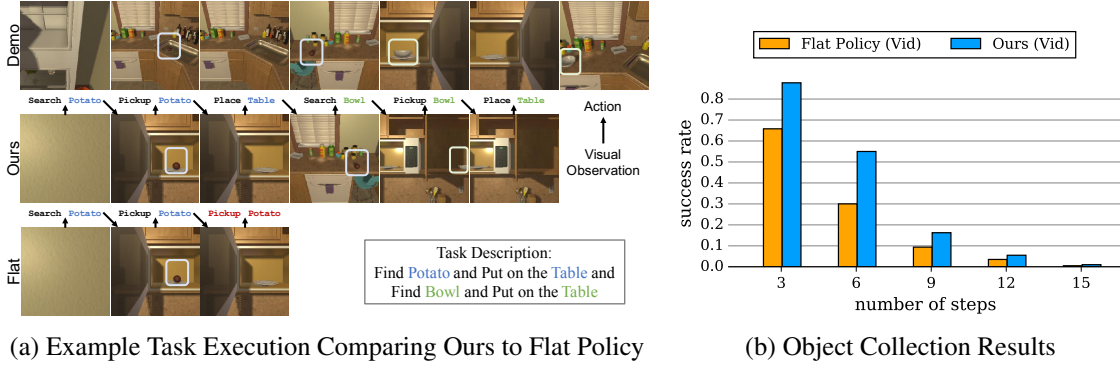 Demo
Search Potato Pickup Potato Place Table Search Bowl Pickup Bowl Place Table Action
Ours
Visual
Observation
Search Potato Pickup Potato Pickup Potato
Flat
Task Description:
Find Potato and Put on the Table and
Find Bowl and Put on the Table
(a) Example Task Execution Comparing Ours to Flat Policy
Flat Policy (Vid) Ours (Vid)
success rate
0.8
0.7
0.6
0.5
0.4
0.3
0.2
0.1
0.0
3 6 9 12 15
number of steps
(b) Object Collection Results